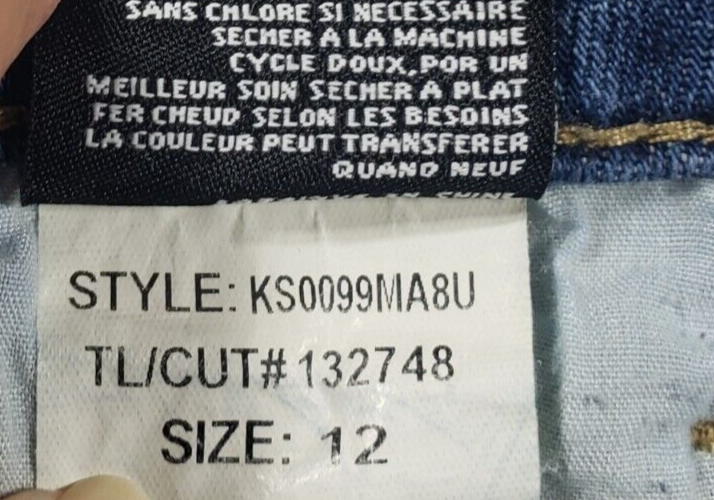 SANS CHLORE SI NECESSAIRE
SECHER A LA MACHINE
CYCLE DOUX, POR UN
MEILLEUR SOIN SECHER A PLAT
FER CHEUD SELON LES BESOINS
LA COULEUR PEUT TRANSFERER
QUAND NEUF
STYLE: KS0099MA8U
TL/CUT# 132748
SIZE: 12